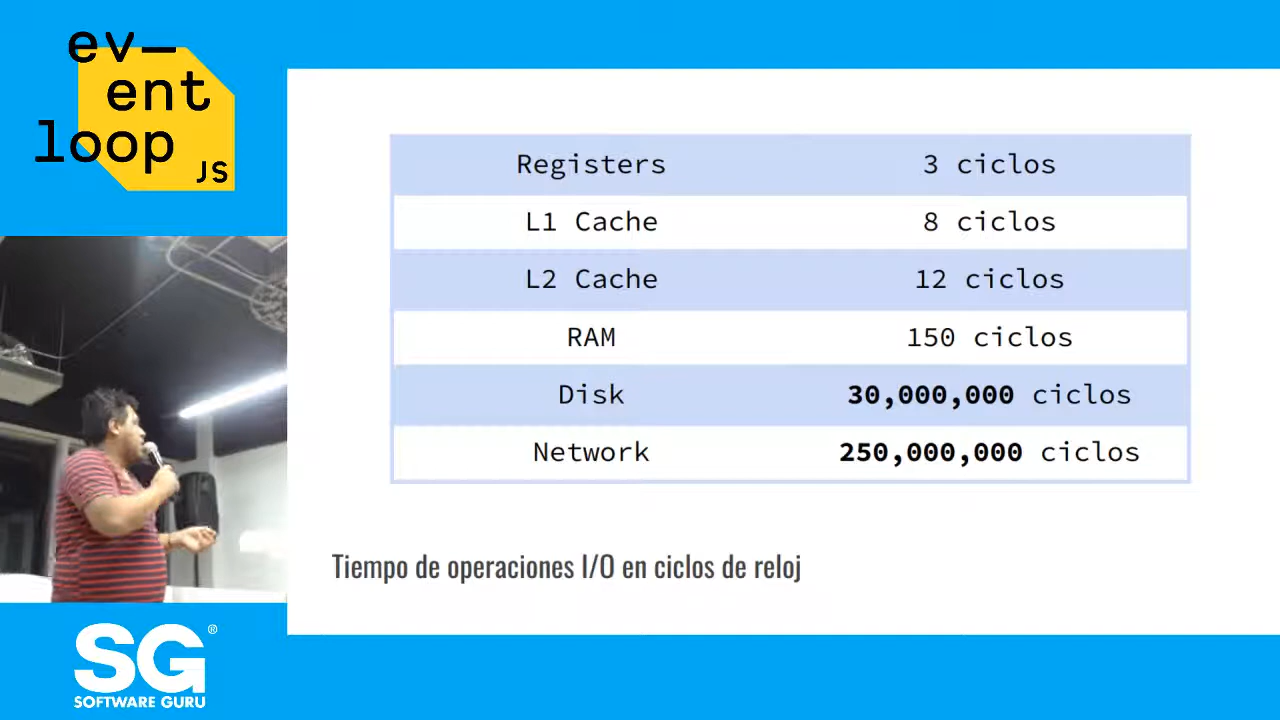 ev—
ent
loop
JS
Registers 3 ciclos
L1 Cache 8 ciclos
L2 Cache 12 ciclos
RAM 150 ciclos
Disk 30,000,000 ciclos
Network 250,000,000 ciclos
Tiempo de operaciones I/O en ciclos de reloj
SG®
SOFTWARE GURU